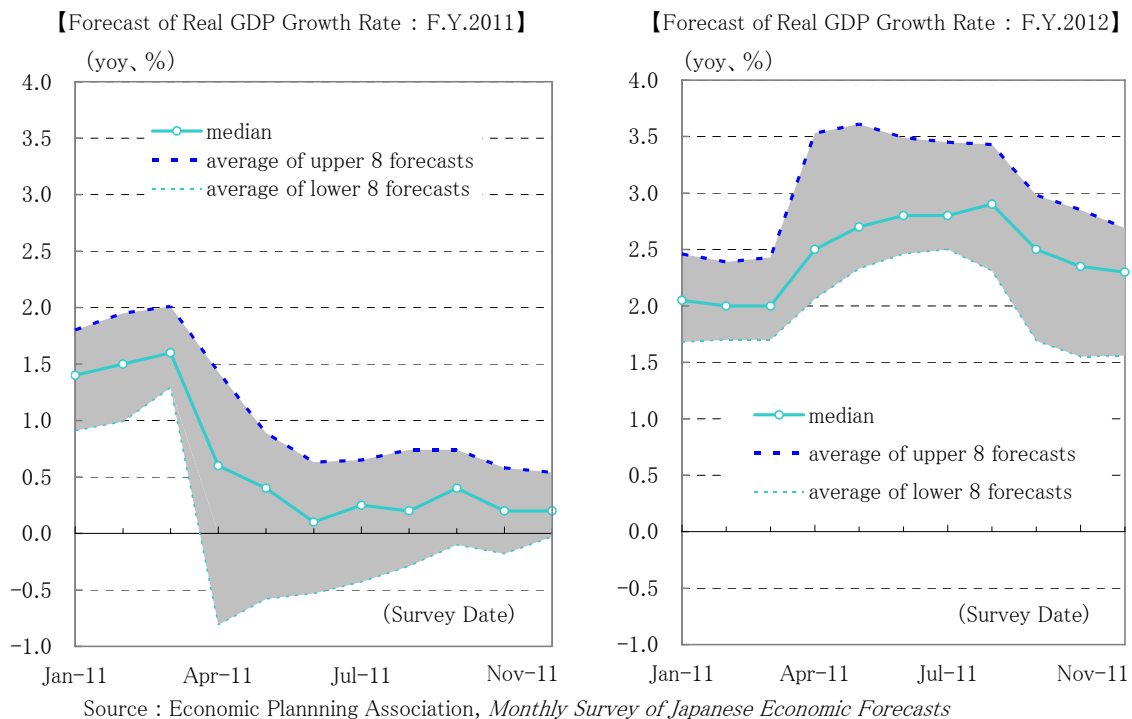 【Forecast of Real GDP Growth Rate : F.Y.2011】
(yoy、%)
4.0
3.5
3.0
2.5
2.0
1.5
1.0
0.5
0.0
−0.5
−1.0
median
average of upper 8 forecasts
average of lower 8 forecasts
(Survey Date)
Jan−11
Apr−11
Jul−11
Nov−11
【Forecast of Real GDP Growth Rate : F.Y.2012】
(yoy、%)
4.0
3.5
3.0
2.5
2.0
1.5
1.0
0.5
0.0
−0.5
−1.0
median
average of upper 8 forecasts
average of lower 8 forecasts
(Survey Date)
Jan−11
Apr−11
Jul−11
Nov−11
Source : Economic Plannning Association, Monthly Survey of Japanese Economic Forecasts